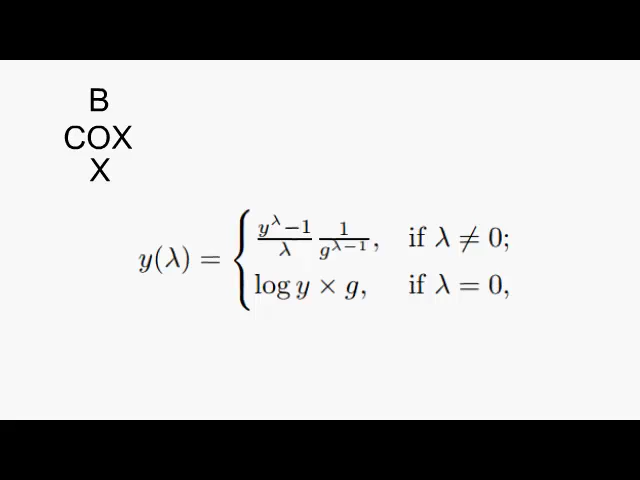 B
COX
X
y(λ) = { y^λ−1/λ 1/g^λ−1, if λ ≠ 0;
log y × g, if λ = 0,